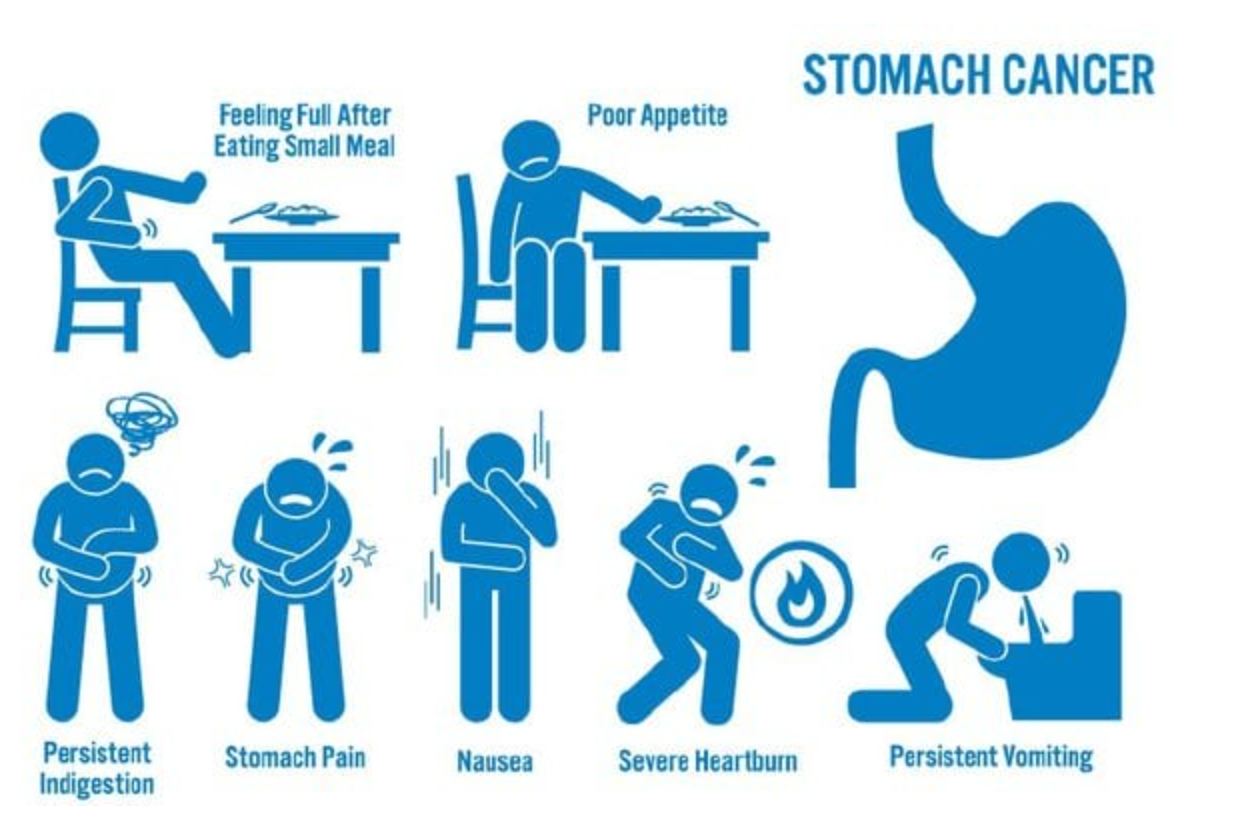 STOMACH CANCER
Feeling Full After
Eating Small Meal
Poor Appetite
Persistent
Indigestion
Stomach Pain
Nausea
Severe Heartburn
Persistent Vomiting